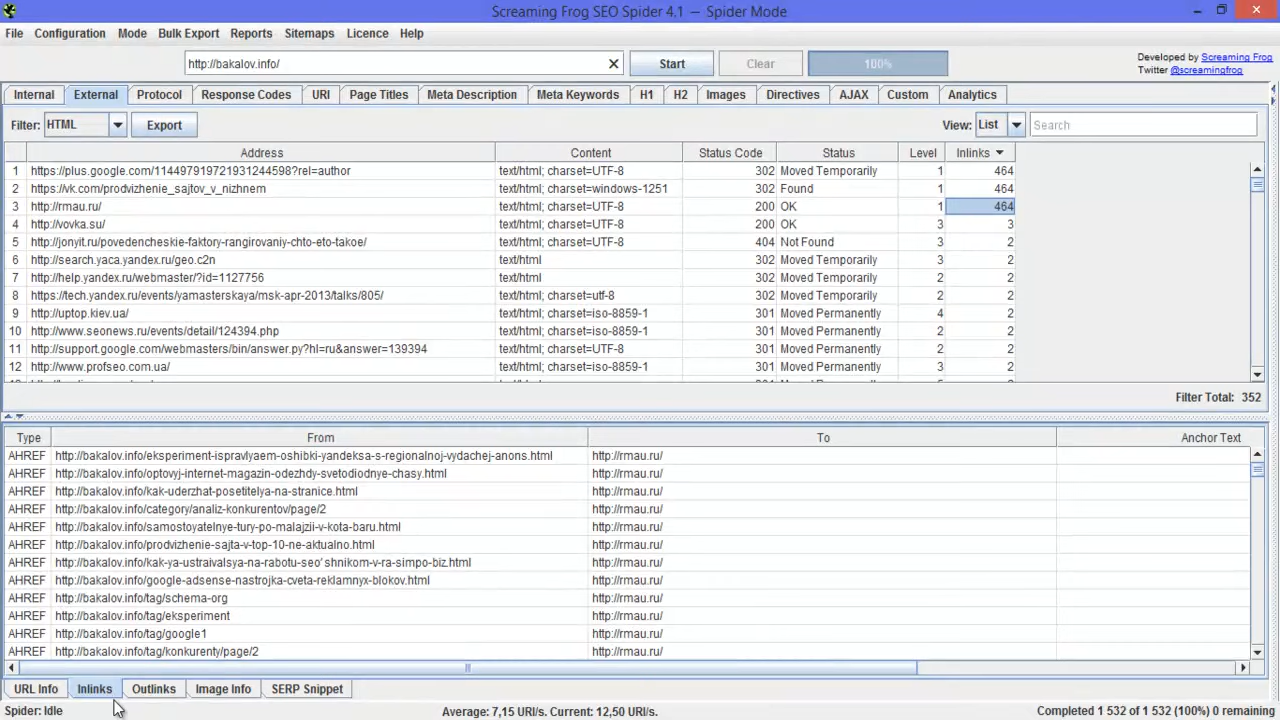 Screaming Frog SEO Spider 4.1 — Spider Mode
File Configuration Mode Bulk Export Reports Sitemaps Licence Help
http://bakalov.info/ Start Clear 100% Developed by Screaming Frog
Twitter @screamingfrog
Internal External Protocol Response Codes URI Page Titles Meta Description Meta Keywords H1 H2 Images Directives AJAX Custom Analytics
Filter: HTML Export View: List Search
Address Content Status Code Status Level Inlinks
1 https://plus.google.com/114497919721931244598?rel=author text/html; charset=UTF-8 302 Moved Temporarily 1 464
2 https://vk.com/prodvizhenie_sajtov_v_nizhnem text/html; charset=windows-1251 302 Found 1 464
3 http://rmau.ru/ text/html; charset=UTF-8 200 OK 1 464
4 http://vovka.su/ text/html; charset=UTF-8 200 OK 3 3
5 http://jonyit.ru/povedencheskie-faktory-rangirovaniy-chto-eto-takoe/ text/html; charset=UTF-8 404 Not Found 3 2
6 http://search.yaca.yandex.ru/geo.c2n text/html 302 Moved Temporarily 3 2
7 http://help.yandex.ru/webmaster/?id=1127756 text/html 302 Moved Temporarily 2 2
8 https://tech.yandex.ru/events/yamasterskaya/msk-apr-2013/talks/805/ text/html; charset=utf-8 302 Moved Temporarily 2 2
9 http://uptop.kiev.ua/ text/html; charset=iso-8859-1 301 Moved Permanently 4 2
10 http://www.seonews.ru/events/detail/124394.php text/html; charset=iso-8859-1 301 Moved Permanently 2 2
11 http://support.google.com/webmasters/bin/answer.py?hl=ru&answer=139394 text/html; charset=UTF-8 301 Moved Permanently 2 2
12 http://www.profseo.com.ua/ text/html; charset=iso-8859-1 301 Moved Permanently 3 2
Filter Total: 352
Type From To Anchor Text
AHREF http://bakalov.info/eksperiment-ispravlyaem-oshibki-yandeksa-s-regionalnoj-vydachej-anons.html http://rmau.ru/
AHREF http://bakalov.info/optovyj-internet-magazin-odezhdy-svetodiodnye-chasy.html http://rmau.ru/
AHREF http://bakalov.info/kak-uderzhat-posetitelya-na-stranice.html http://rmau.ru/
AHREF http://bakalov.info/category/analiz-konkurentov/page/2 http://rmau.ru/
AHREF http://bakalov.info/samostoyatelnye-tury-po-malajzii-v-kota-baru.html http://rmau.ru/
AHREF http://bakalov.info/prodvizhenie-sajta-v-top-10-ne-aktualno.html http://rmau.ru/
AHREF http://bakalov.info/kak-ya-ustraivalsya-na-rabotu-seo'shnikom-v-ra-simpo-biz.html http://rmau.ru/
AHREF http://bakalov.info/google-adsense-nastrojka-cveta-reklamnyx-blokov.html http://rmau.ru/
AHREF http://bakalov.info/tag/schema-org http://rmau.ru/
AHREF http://bakalov.info/tag/eksperiment http://rmau.ru/
AHREF http://bakalov.info/tag/google1 http://rmau.ru/
AHREF http://bakalov.info/tag/konkurenty/page/2 http://rmau.ru/
URL Info Inlinks Outlinks Image Info SERP Snippet
Spider: Idle Average: 7,15 URI/s. Current: 12,50 URI/s. Completed 1 532 of 1 532 (100%) 0 remaining